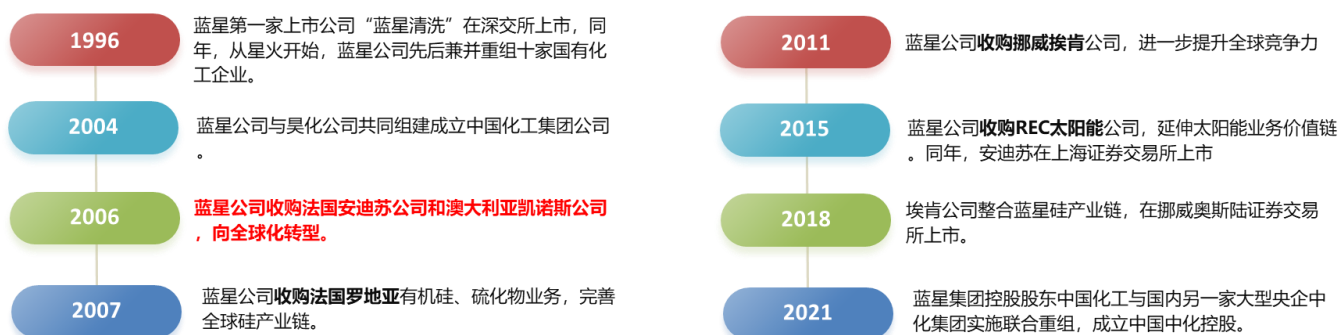 1996
蓝星第一家上市公司“蓝星清洗”在深交所上市，同
年，从星火开始，蓝星公司先后兼并重组十家国有化
工企业。
2004
蓝星公司与昊化公司共同组建成立中国化工集团公司
。
2006
蓝星公司收购法国安迪苏公司和澳大利亚凯诺斯公司
，向全球化转型。
2007
蓝星公司收购法国罗地亚有机硅、硫化物业务，完善
全球硅产业链。
2011
蓝星公司收购挪威埃肯公司，进一步提升全球竞争力
2015
蓝星公司收购REC太阳能公司，延伸太阳能业务价值链
。同年，安迪苏在上海证券交易所上市
2018
埃肯公司整合蓝星硅产业链，在挪威奥斯陆证券交易
所上市。
2021
蓝星集团控股股东中国化工与国内另一家大型央企中
化集团实施联合重组，成立中国中化控股。